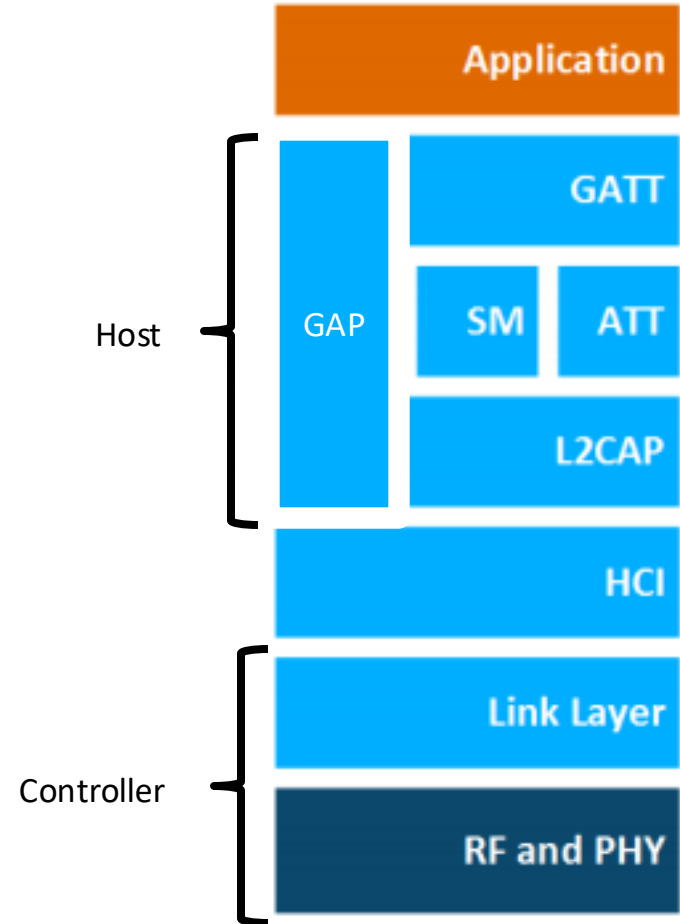 Application
GATT
Host
GAP
SM
ATT
L2CAP
HCI
Link Layer
Controller
RF and PHY